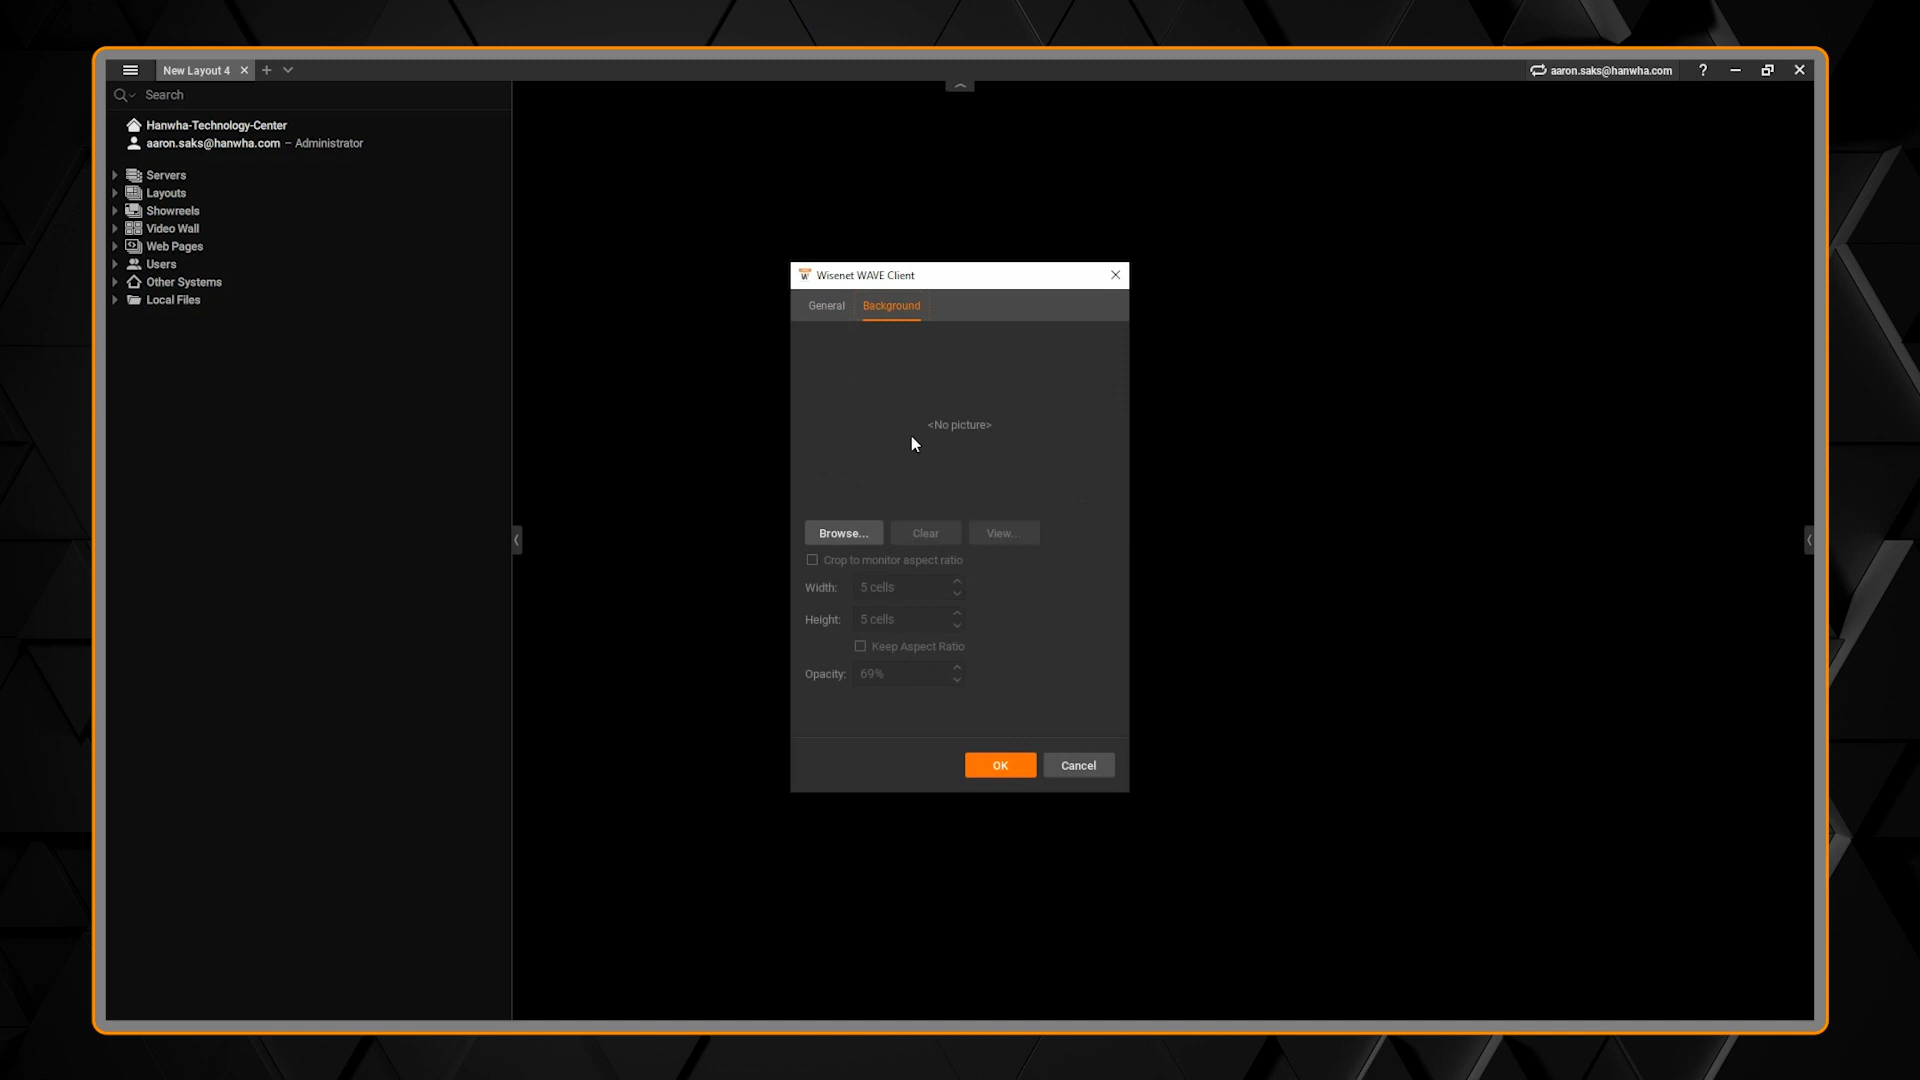 New Layout 4
aaron.saks@hanwha.com
?
Search
Hanwha-Technology-Center
aaron.saks@hanwha.com – Administrator
Servers
Layouts
Showreels
Video Wall
Web Pages
Users
Other Systems
Local Files
Wisenet WAVE Client
General Background
<No picture>
Browse... Clear View...
Crop to monitor aspect ratio
Width: 5 cells
Height: 5 cells
Keep Aspect Ratio
Opacity: 69%
OK Cancel